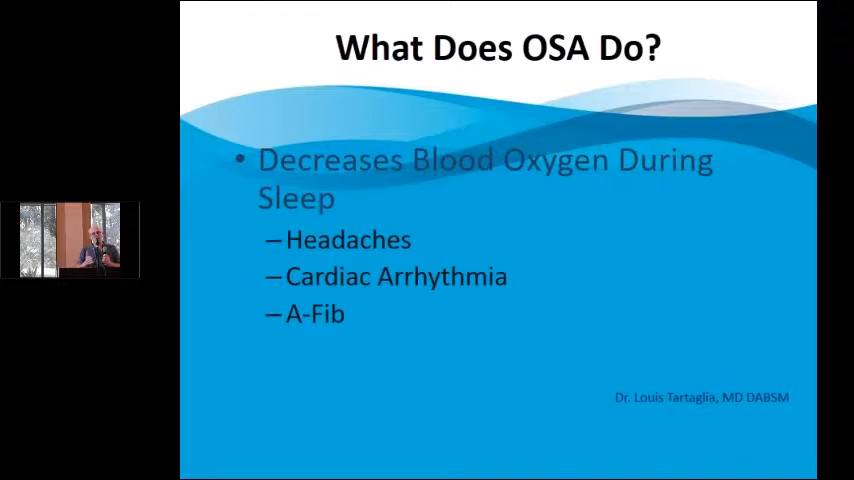 What Does OSA Do?
• Decreases Blood Oxygen During
Sleep
–Headaches
–Cardiac Arrhythmia
–A-Fib
Dr. Louis Tartaglia, MD DABSM